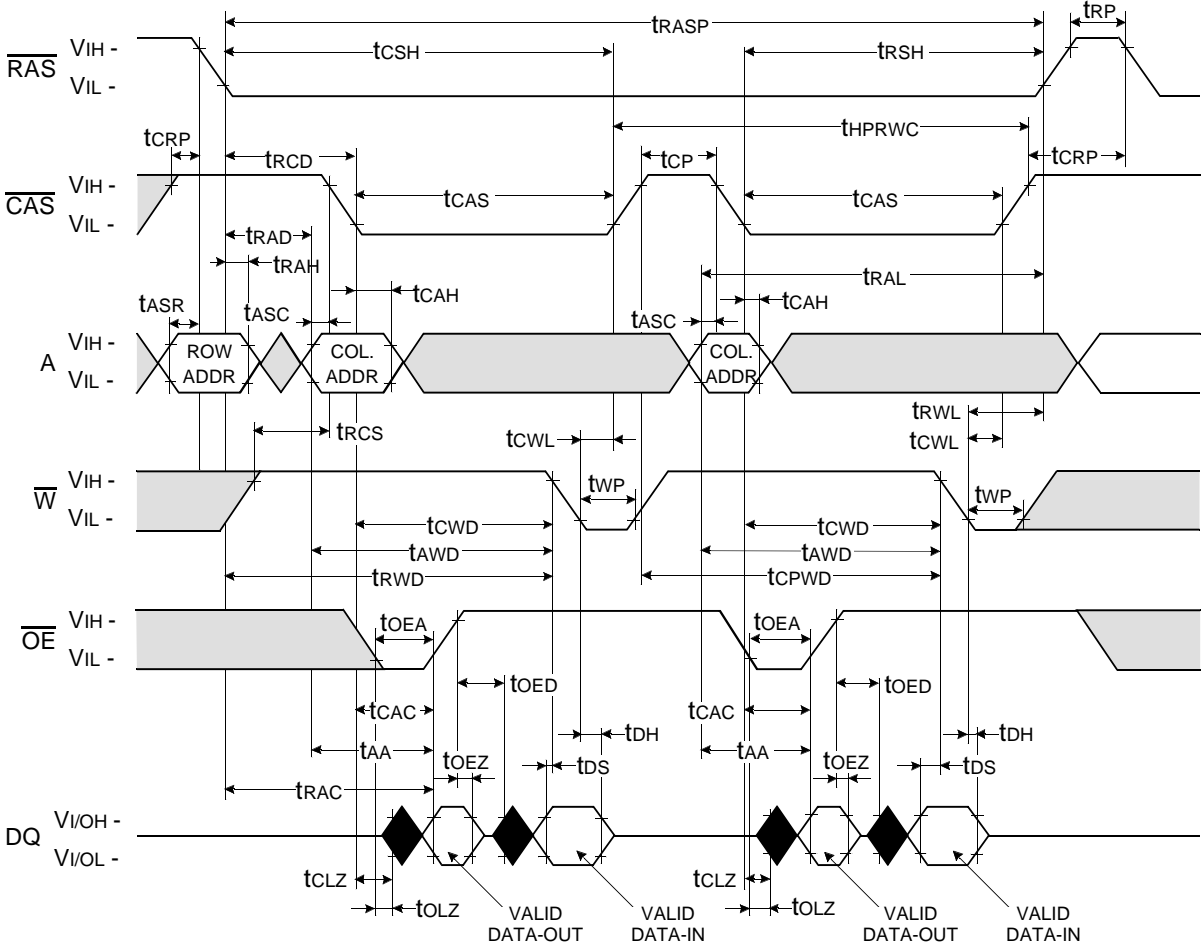 tRASP
tRP
VIH -
tCSH
tRSH
RAS
VIL -
tHPRWC
tCRP
tRCD
tCP
tCRP
VIH -
CAS
tCAS
tCAS
VIL -
tRAD
tRAH
tRAL
tASR
tASC
tCAH
tASC
tCAH
VIH -
A
ROW
ADDR
COL.
ADDR
COL.
ADDR
VIL -
tRWL
tRCS
tCWL
tCWL
VIH -
W
tWP
tWP
VIL -
tCWD
tCWD
tAWD
tAWD
tRWD
tCPWD
VIH -
OE
tOEA
tOEA
VIL -
tOED
tOED
tCAC
tCAC
tDH
tDH
tAA
tAA
tOEZ
tDS
tOEZ
tDS
tRAC
VI/OH -
DQ
VI/OL -
tCLZ
tCLZ
tOLZ
tOLZ
VALID
DATA-OUT
VALID
DATA-IN
VALID
DATA-OUT
VALID
DATA-IN